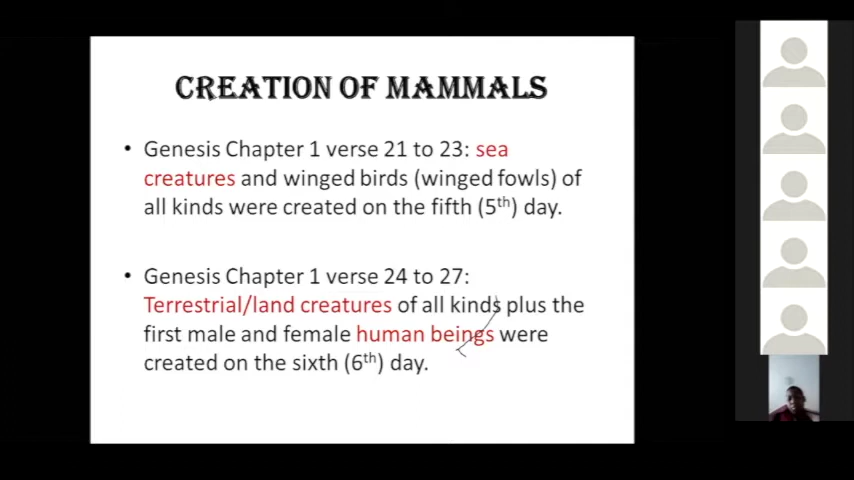 CREATION OF MAMMALS
• Genesis Chapter 1 verse 21 to 23: sea
creatures and winged birds (winged fowls) of
all kinds were created on the fifth (5th) day.
• Genesis Chapter 1 verse 24 to 27:
Terrestrial/land creatures of all kinds plus the
first male and female human beings were
created on the sixth (6th) day.